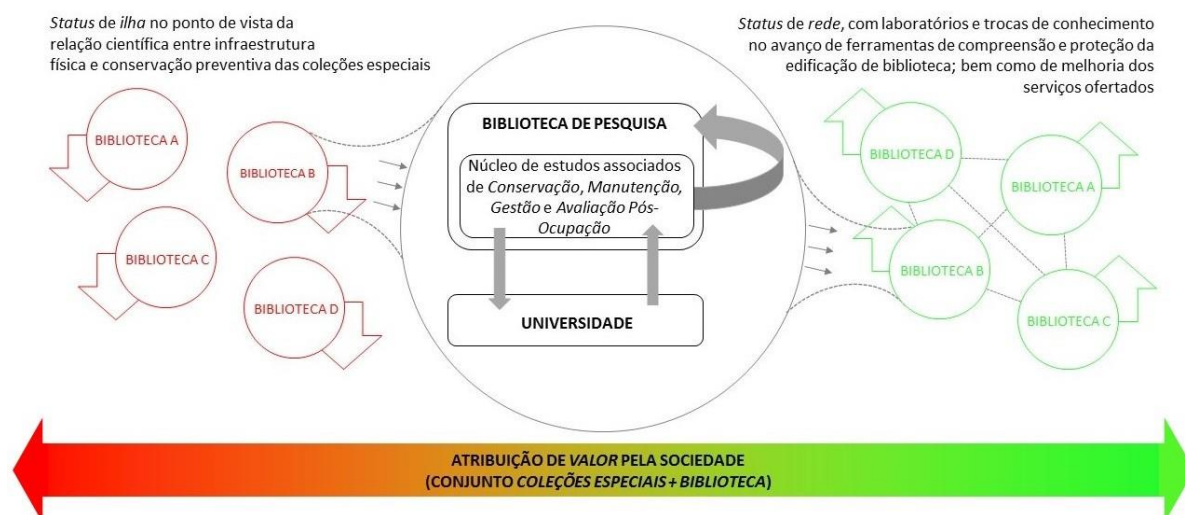 Status de ilha no ponto de vista da
relação científica entre infraestrutura
física e conservação preventiva das coleções especiais
Status de rede, com laboratórios e trocas de conhecimento
no avanço de ferramentas de compreensão e proteção da
edificação de biblioteca; bem como de melhoria dos
serviços ofertados
BIBLIOTECA A
BIBLIOTECA B
BIBLIOTECA C
BIBLIOTECA D
BIBLIOTECA DE PESQUISA
Núcleo de estudos associados
de Conservação, Manutenção,
Gestão e Avaliação Pós-
Ocupação
UNIVERSIDADE
BIBLIOTECA D
BIBLIOTECA A
BIBLIOTECA B
BIBLIOTECA C
ATRIBUIÇÃO DE VALOR PELA SOCIEDADE
(CONJUNTO COLEÇÕES ESPECIAIS + BIBLIOTECA)